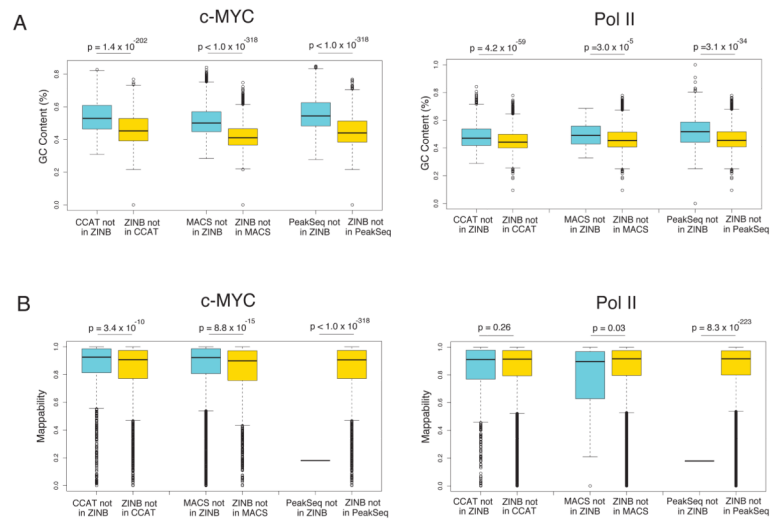 A
c-MYC
p = 1.4 x 10^-202
p < 1.0 x 10^-318
p < 1.0 x 10^-318
GC Content (%)
0.8
0.6
0.4
0.2
0.0
CCAT not in ZINB
ZINB not in CCAT
MACS not in ZINB
ZINB not in MACS
PeakSeq not in ZINB
ZINB not in PeakSeq
Pol II
p = 4.2 x 10^-59
p =3.0 x 10^-5
p =3.1 x 10^-34
GC Content (%)
1.0
0.8
0.6
0.4
0.2
0.0
CCAT not in ZINB
ZINB not in CCAT
MACS not in ZINB
ZINB not in MACS
PeakSeq not in ZINB
ZINB not in PeakSeq
B
c-MYC
p = 3.4 x 10^-10
p = 8.8 x 10^-15
p < 1.0 x 10^-318
Mappability
1.0
0.8
0.6
0.4
0.2
0.0
CCAT not in ZINB
ZINB not in CCAT
MACS not in ZINB
ZINB not in MACS
PeakSeq not in ZINB
ZINB not in PeakSeq
Pol II
p = 0.26
p = 0.03
p = 8.3 x 10^-223
Mappability
1.0
0.8
0.6
0.4
0.2
0.0
CCAT not in ZINB
ZINB not in CCAT
MACS not in ZINB
ZINB not in MACS
PeakSeq not in ZINB
ZINB not in PeakSeq